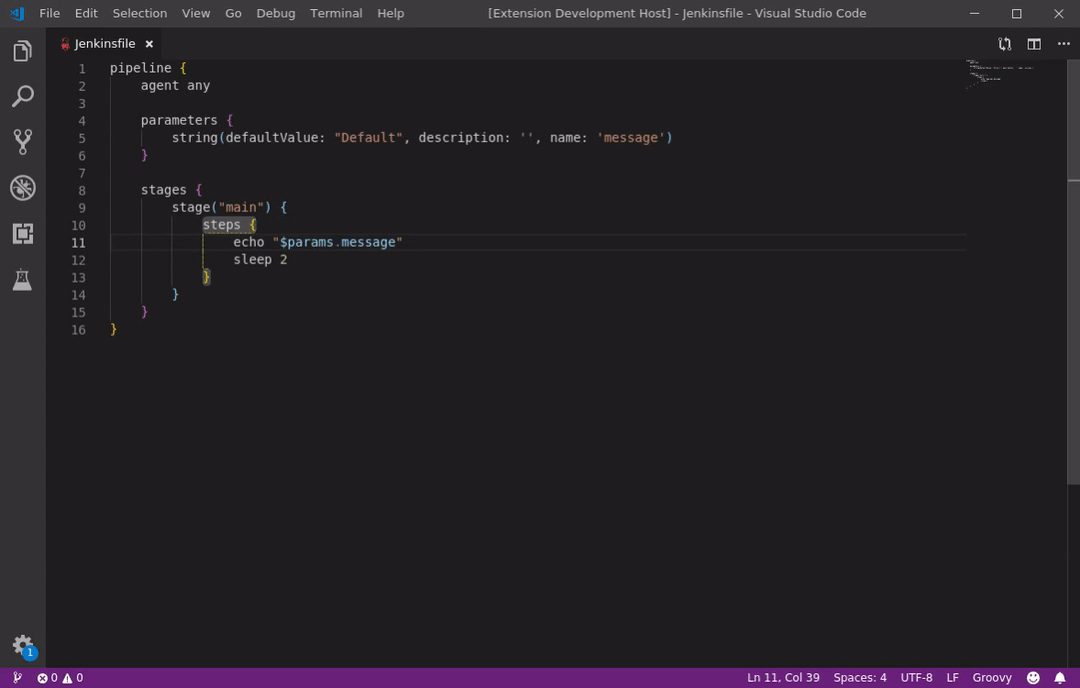 File Edit Selection View Go Debug Terminal Help [Extension Development Host] - Jenkinsfile - Visual Studio Code
Jenkinsfile
1 pipeline {
2     agent any
3
4     parameters {
5         string(defaultValue: "Default", description: '', name: 'message')
6     }
7
8     stages {
9         stage("main") {
10             steps {
11                 echo "$params.message"
12                 sleep 2
13             }
14         }
15     }
16 }
1
0 0 Ln 11, Col 39 Spaces: 4 UTF-8 LF Groovy